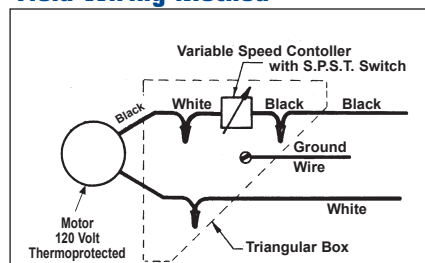 Field Wiring Method
Variable Speed Contoller
with S.P.S.T. Switch
Black
White
Black
Black
Ground
Wire
White
Motor
120 Volt
Thermoprotected
Triangular Box